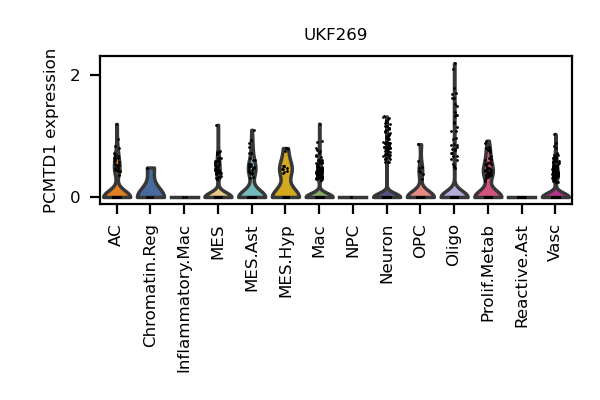 UKF269
PCMTD1 expression
2
0
AC
Chromatin.Reg
Inflammatory.Mac
MES
MES.Ast
MES.Hyp
Mac
NPC
Neuron
OPC
Oligo
Prolif.Metab
Reactive.Ast
Vasc